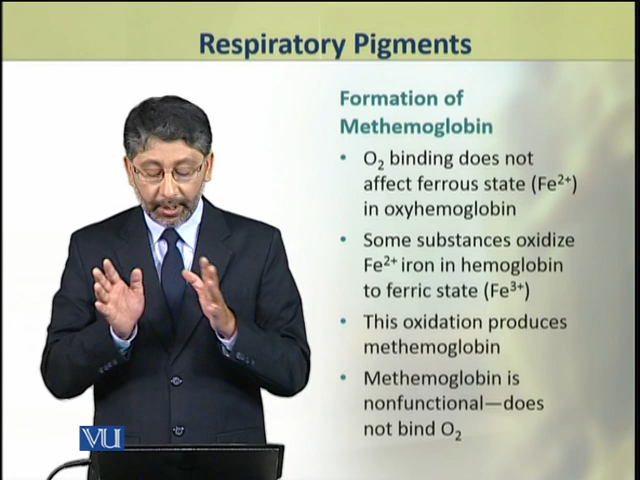 Respiratory Pigments
Formation of
Methemoglobin
• O₂ binding does not
affect ferrous state (Fe²⁺)
in oxyhemoglobin
• Some substances oxidize
Fe²⁺ iron in hemoglobin
to ferric state (Fe³⁺)
• This oxidation produces
methemoglobin
• Methemoglobin is
nonfunctional—does
not bind O₂
VU